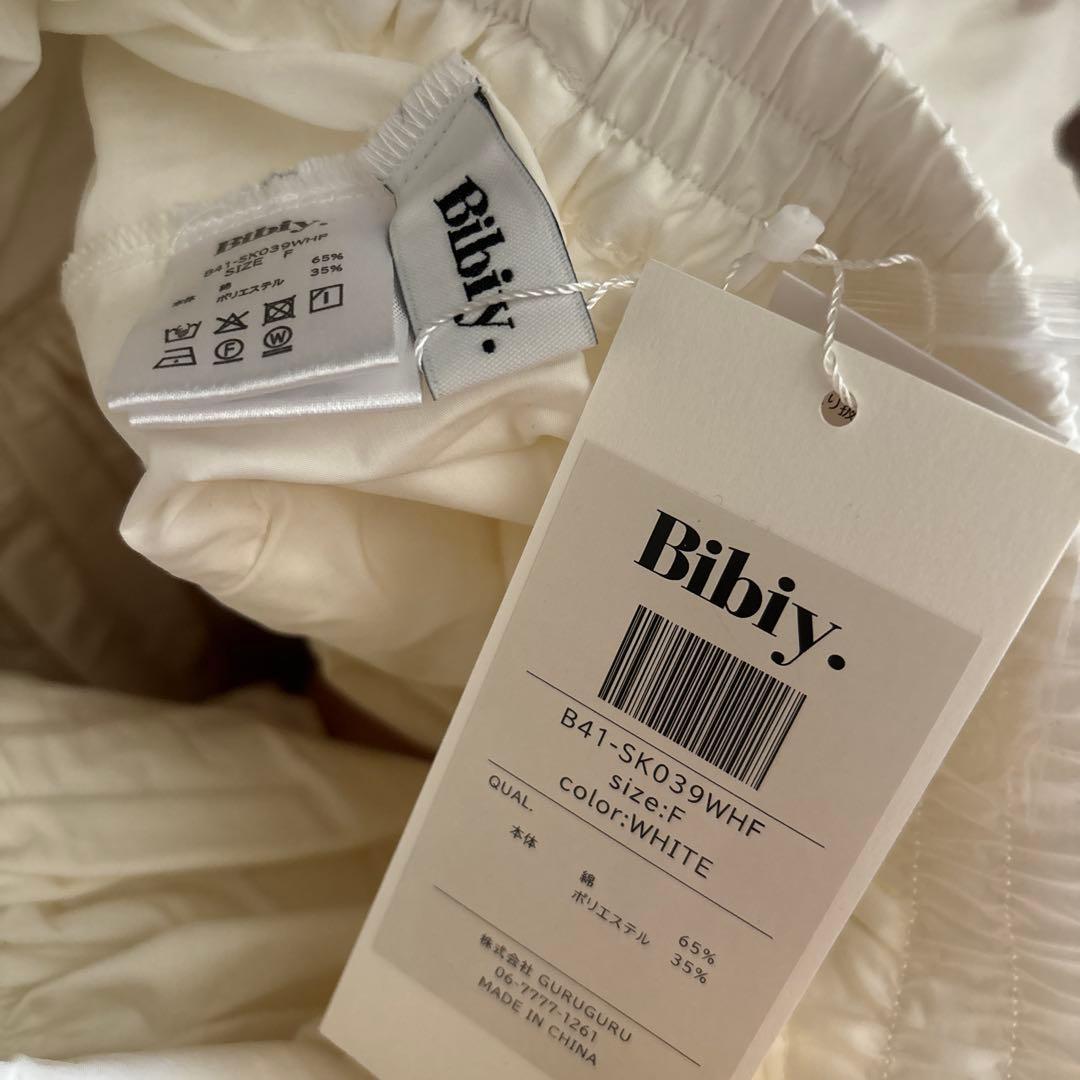 Bibiy.
B41-SK039WHF
SIZE F
本体 綿 65%
ポリエステル 35%
F
W
Bibiy.
り扱
Bibiy.
B41-SK039WHF
size:F
color:WHITE
QUAL.
本体 綿 65%
ポリエステル 35%
株式会社 GURUGURU
06-7777-1261
MADE IN CHINA